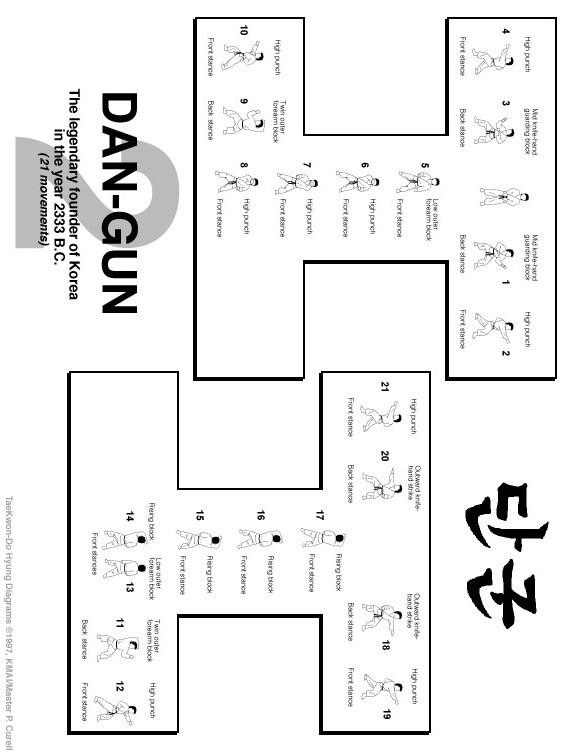 단군
High punch
4
Front stance
Mid knife-hand
guarding block
3
Back stance
Mid knife-hand
guarding block
1
Back stance
High punch
2
Front stance
Low outer
forearm block
5
Front stance
High punch
6
Front stance
High punch
7
Front stance
High punch
8
Front stance
High punch
10
Front stance
Twin outer
forearm block
9
Back stance
High punch
21
Front stance
Outward knife-
hand strike
20
Back stance
Outward knife-
hand strike
18
Back stance
High punch
19
Front stance
Rising block
17
Front stance
Rising block
16
Front stance
Rising block
15
Front stance
Rising block
14
Low outer
forearm block
13
Front stances
Twin outer
forearm block
11
Back stance
High punch
12
Front stance
2
DAN-GUN
The legendary founder of Korea
in the year 2333 B.C.
(21 movements)
TaeKwon-Do Hyung Diagrams ©1997, KMAI/Master P. Curell